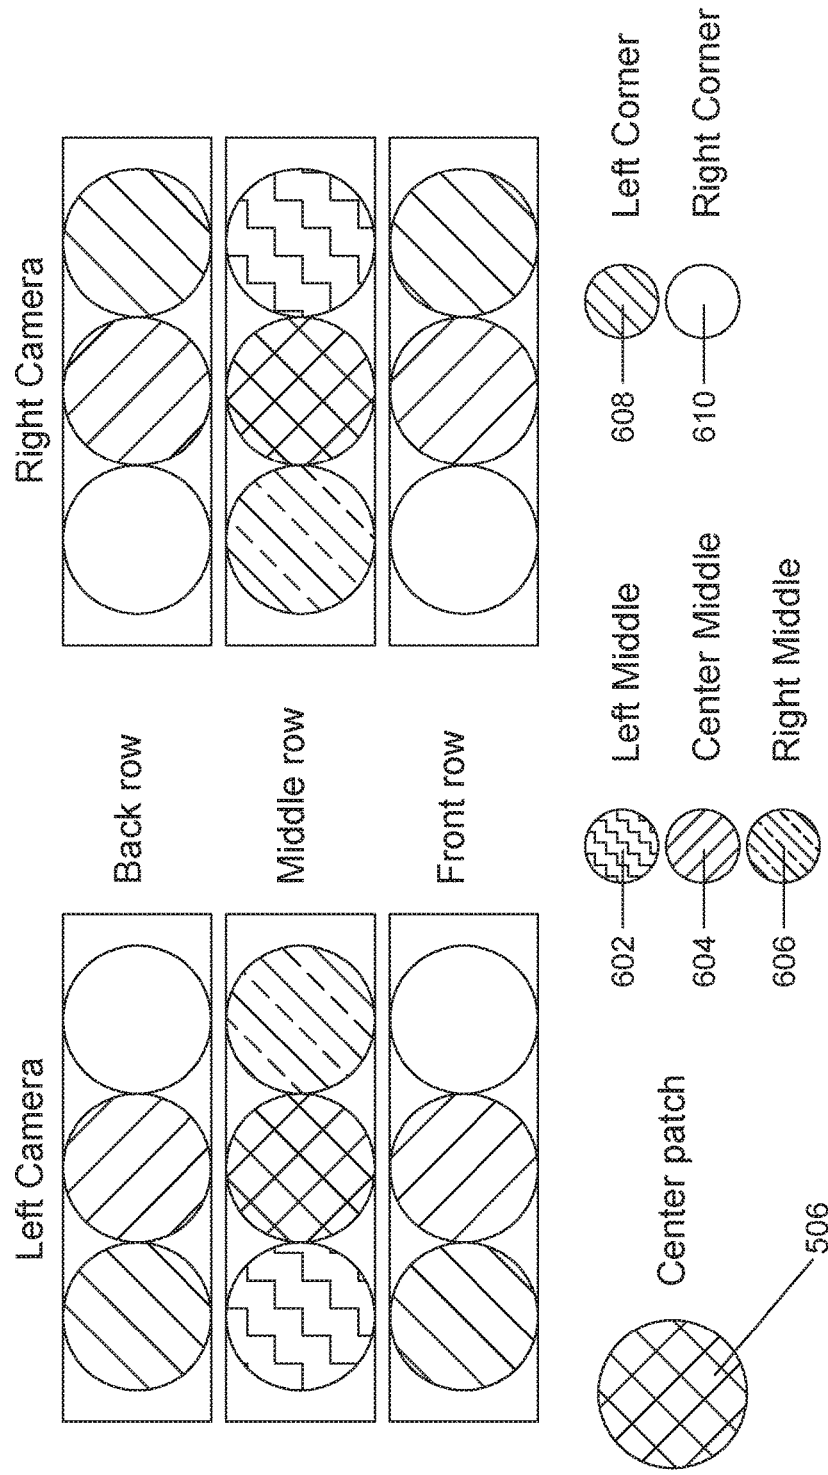 Left Camera
Right Camera
Back row
Middle row
Front row
Center patch
506
602
Left Middle
604
Center Middle
606
Right Middle
608
Left Corner
610
Right Corner